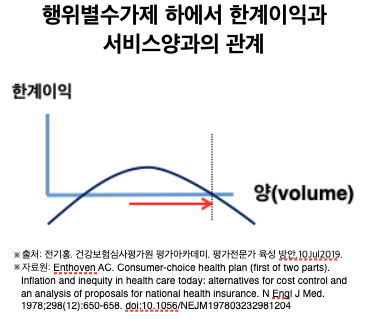 행위별수가제 하에서 한계이익과
서비스양과의 관계
한계이익
양(volume)
※ 출처: 전기홍. 건강보험심사평가원 평가아카데미. 평가전문가 육성 방안,10Jul2019.
※ 자료원: Enthoven AC. Consumer-choice health plan (first of two parts).
Inflation and inequity in health care today: alternatives for cost control and
an analysis of proposals for national health insurance. N Engl J Med.
1978;298(12):650-658. doi:10.1056/NEJM197803232981204